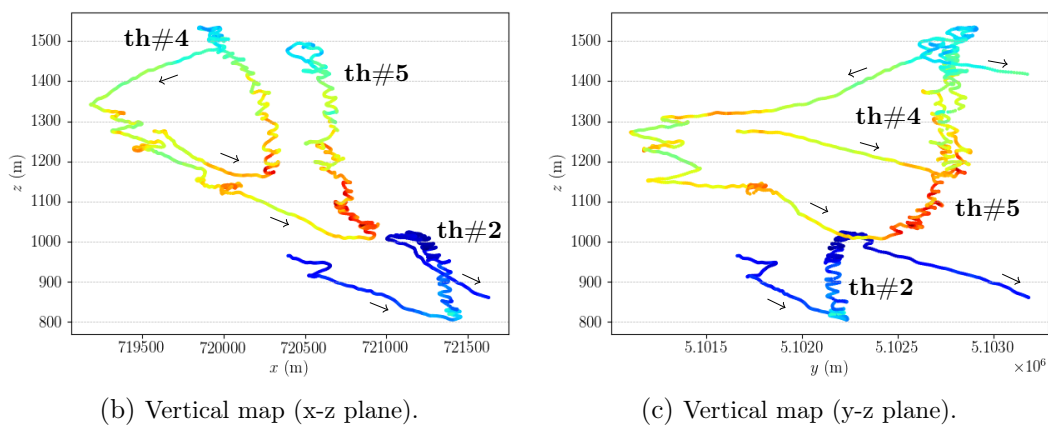 1500
1400
1300
1200
1100
1000
900
800
z (m)
719500 720000 720500 721000 721500
x (m)
th#4
th#5
th#2
(b) Vertical map (x-z plane).
1500
1400
1300
1200
1100
1000
900
800
z (m)
5.1015 5.1020 5.1025 5.1030
y (m)
×10⁶
th#4
th#5
th#2
(c) Vertical map (y-z plane).